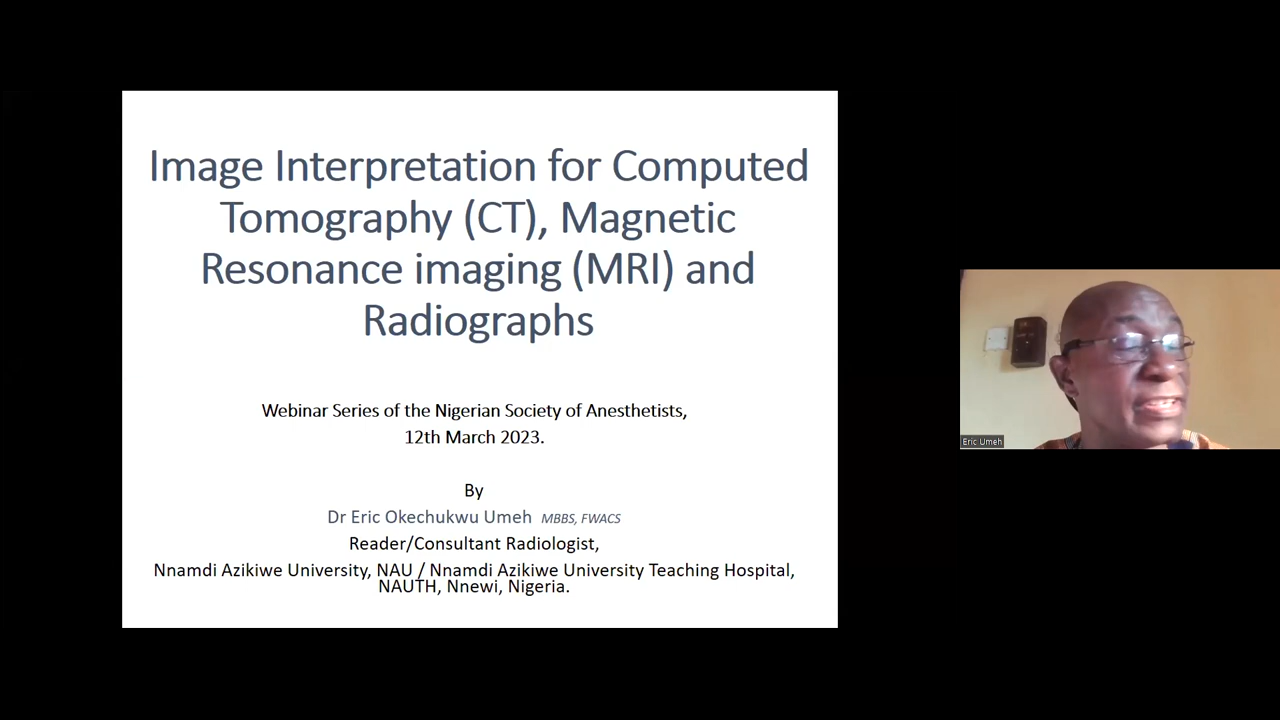 Image Interpretation for Computed
Tomography (CT), Magnetic
Resonance imaging (MRI) and
Radiographs
Webinar Series of the Nigerian Society of Anesthetists,
12th March 2023.
By
Dr Eric Okechukwu Umeh MBBS, FWACS
Reader/Consultant Radiologist,
Nnamdi Azikiwe University, NAU / Nnamdi Azikiwe University Teaching Hospital,
NAUTH, Nnewi, Nigeria.
Eric Umeh